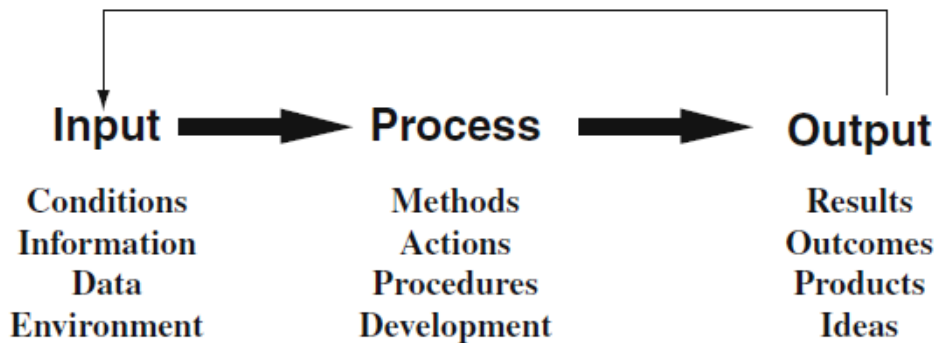 Input
Process
Output
Conditions
Information
Data
Environment
Methods
Actions
Procedures
Development
Results
Outcomes
Products
Ideas